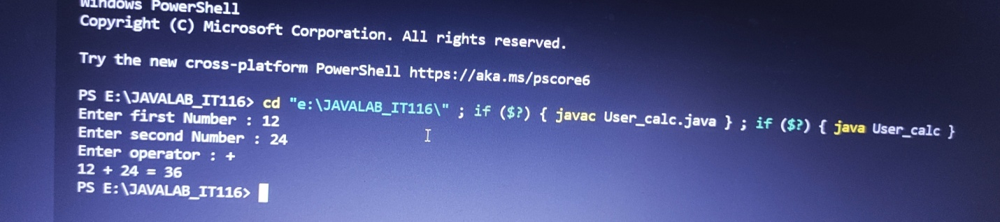 Windows PowerShell
Copyright (C) Microsoft Corporation. All rights reserved.
Try the new cross-platform PowerShell https://aka.ms/pscore6
PS E:\JAVALAB_IT116> cd "e:\JAVALAB_IT116\" ; if ($?) { javac User_calc.java } ; if ($?) { java User_calc }
Enter first Number : 12
Enter second Number : 24
Enter operator : +
12 + 24 = 36
PS E:\JAVALAB_IT116>